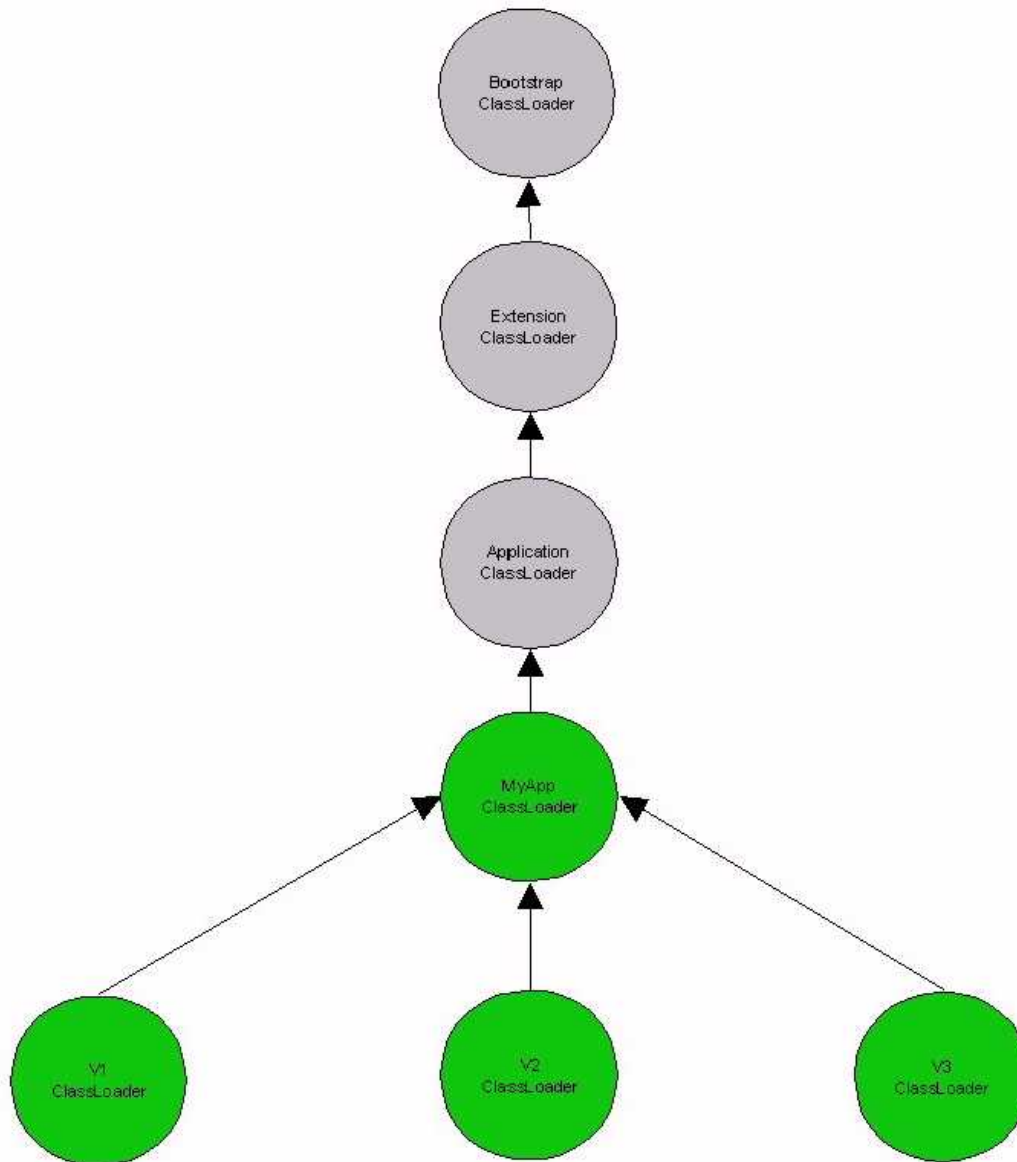 Bootstrap
ClassLoader
Extension
ClassLoader
Application
ClassLoader
MyApp
ClassLoader
V1
ClassLoader
V2
ClassLoader
V3
ClassLoader